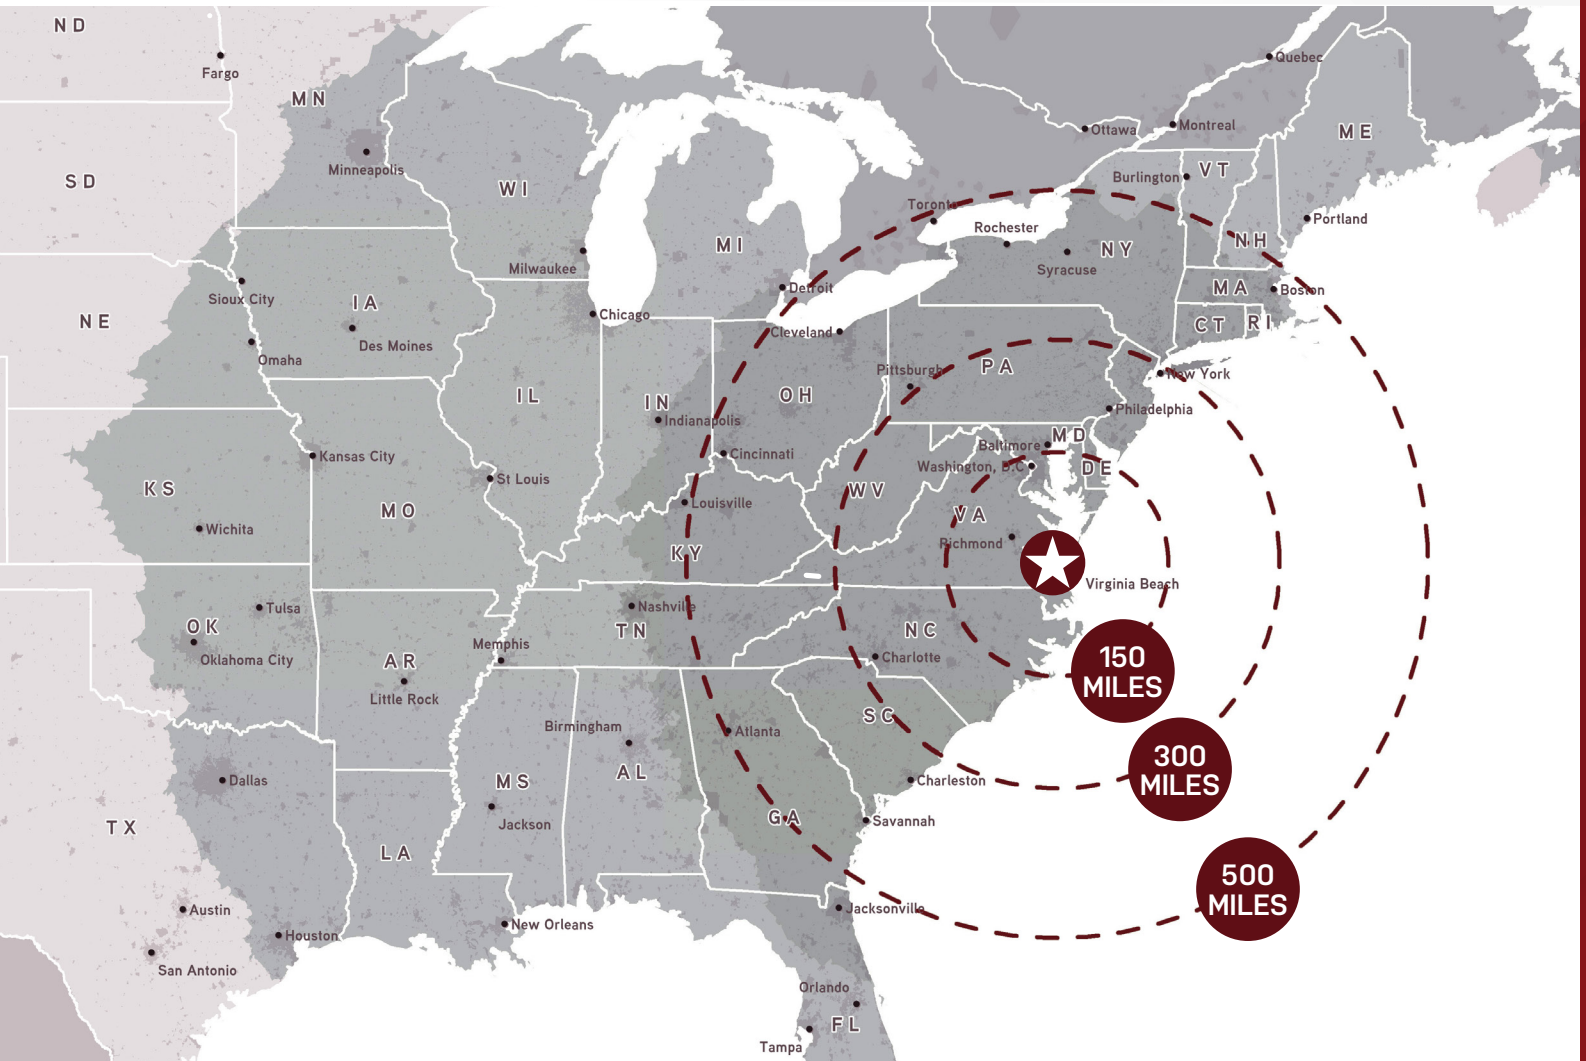 ND
Fargo
MN
Minneapolis
SD
WI
Milwaukee
MI
Detroit
Sioux City
IA
Des Moines
NE
Omaha
Chicago
IL
IN
Indianapolis
OH
Cleveland
Cincinnati
Toronto
Rochester
Syracuse
NY
Ottawa
Montreal
Quebec
Burlington
VT
ME
Portland
NH
MA
Boston
CT
RI
New York
PA
Pittsburgh
Philadelphia
MD
Baltimore
Washington, D.C
DE
WV
VA
Richmond
Virginia Beach
KS
Wichita
Kansas City
MO
St Louis
Louisville
KY
Tulsa
OK
Oklahoma City
AR
Little Rock
Memphis
Nashville
TN
NC
Charlotte
SC
Charleston
Atlanta
GA
Savannah
Birmingham
AL
MS
Jackson
Dallas
TX
LA
Austin
San Antonio
Houston
New Orleans
Jacksonville
Orlando
FL
Tampa
150
MILES
300
MILES
500
MILES